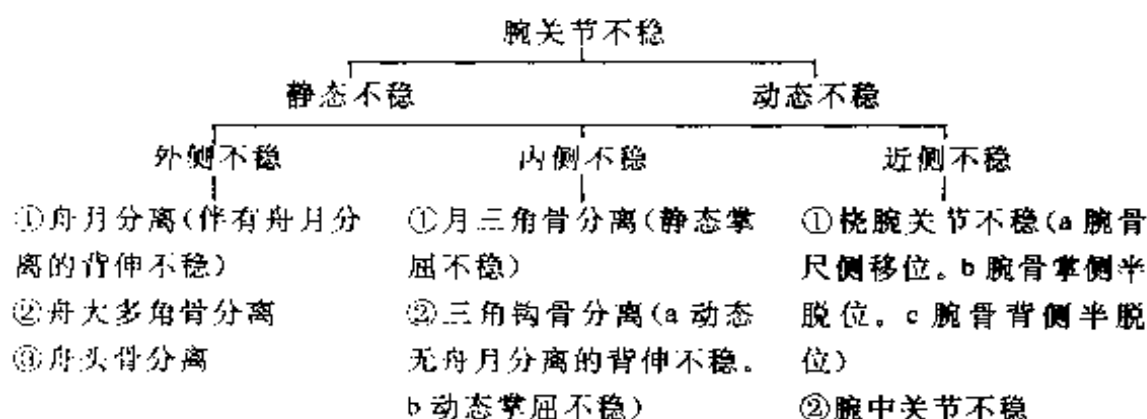 腕关节不稳
静态不稳 动态不稳
外侧不稳 内侧不稳 近侧不稳
①舟月分离(伴有舟月分
离的背伸不稳)
②舟大多角骨分离
③舟头骨分离
①月三角骨分离(静态掌
屈不稳)
②三角钩骨分离(a 动态
无舟月分离的背伸不稳。
b 动态掌屈不稳)
①桡腕关节不稳(a 腕骨
尺侧移位。b 腕骨掌侧半
脱位。c 腕骨背侧半脱
位)
②腕中关节不稳